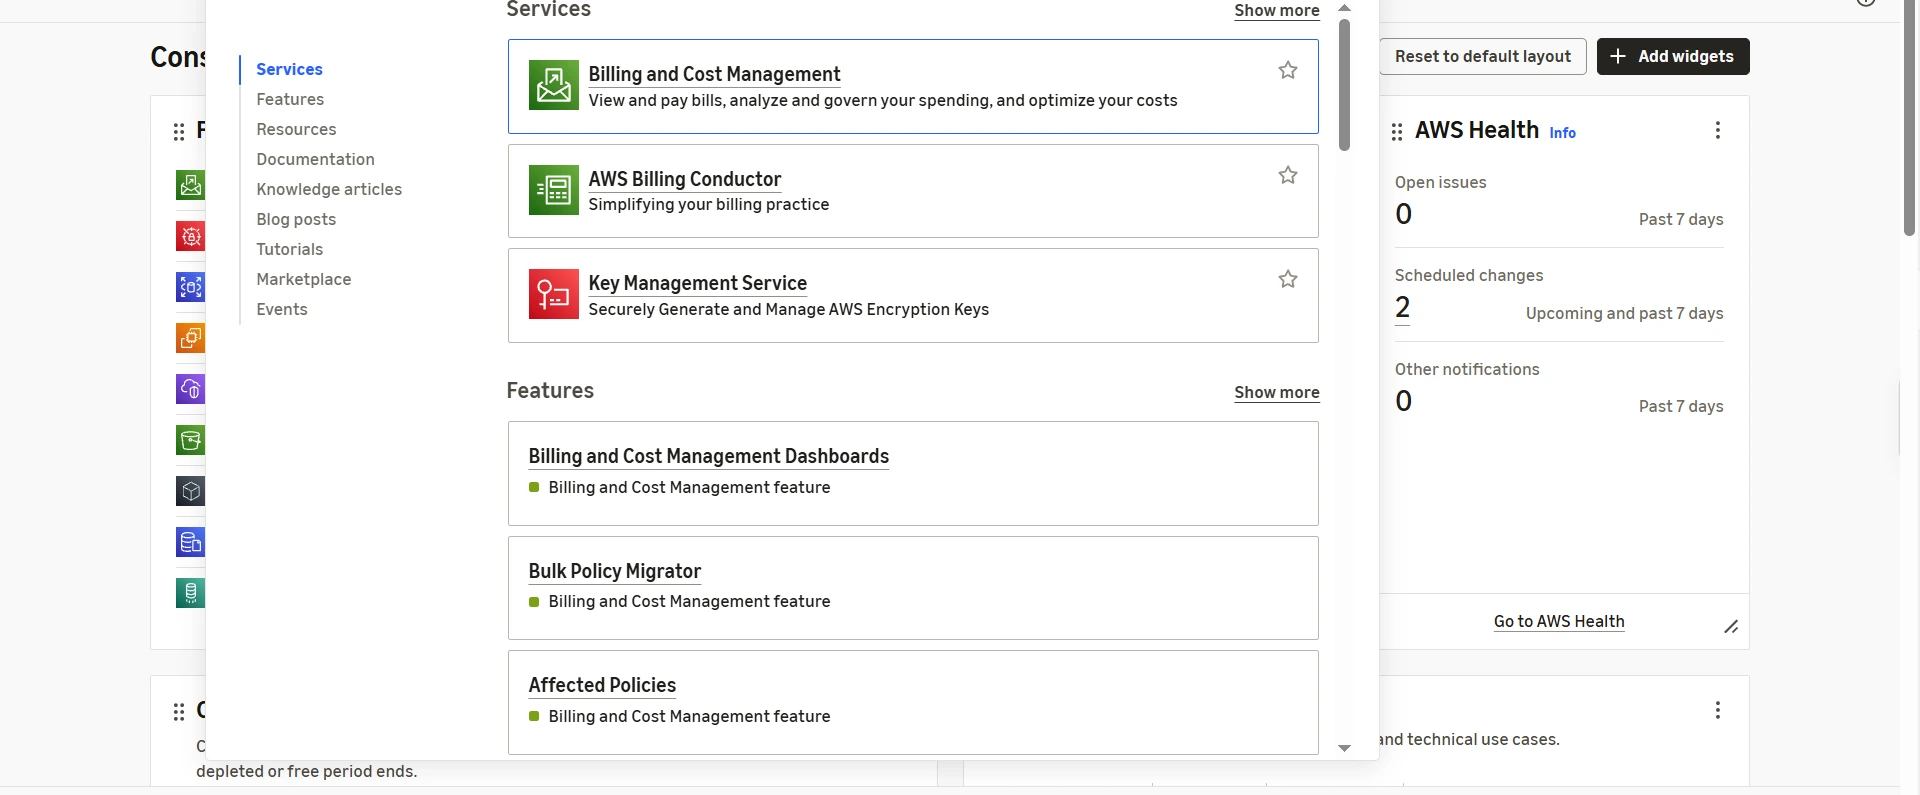 Services
Show more
Cons
Reset to default layout
Add widgets
Services
Features
Resources
Documentation
Knowledge articles
Blog posts
Tutorials
Marketplace
Events
Billing and Cost Management
View and pay bills, analyze and govern your spending, and optimize your costs
AWS Billing Conductor
Simplifying your billing practice
Key Management Service
Securely Generate and Manage AWS Encryption Keys
Features
Show more
Billing and Cost Management Dashboards
Billing and Cost Management feature
Bulk Policy Migrator
Billing and Cost Management feature
Affected Policies
Billing and Cost Management feature
AWS Health Info
Open issues
0
Past 7 days
Scheduled changes
2
Upcoming and past 7 days
Other notifications
0
Past 7 days
Go to AWS Health
and technical use cases.
depleted or free period ends.